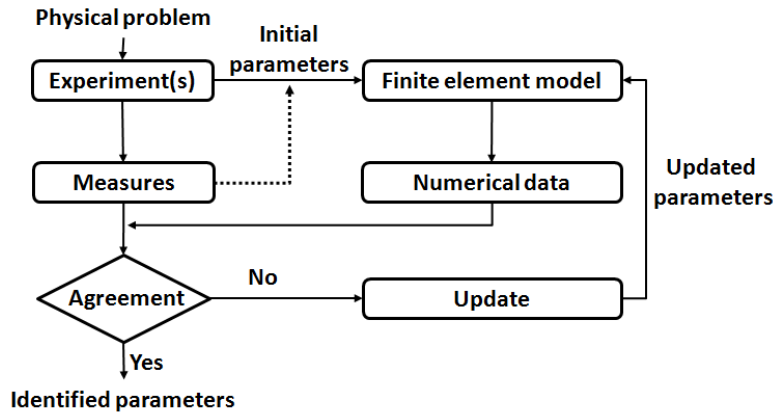 Physical problem
Initial
parameters
Experiment(s)
Finite element model
Measures
Numerical data
Updated
parameters
Agreement
No
Update
Yes
Identified parameters